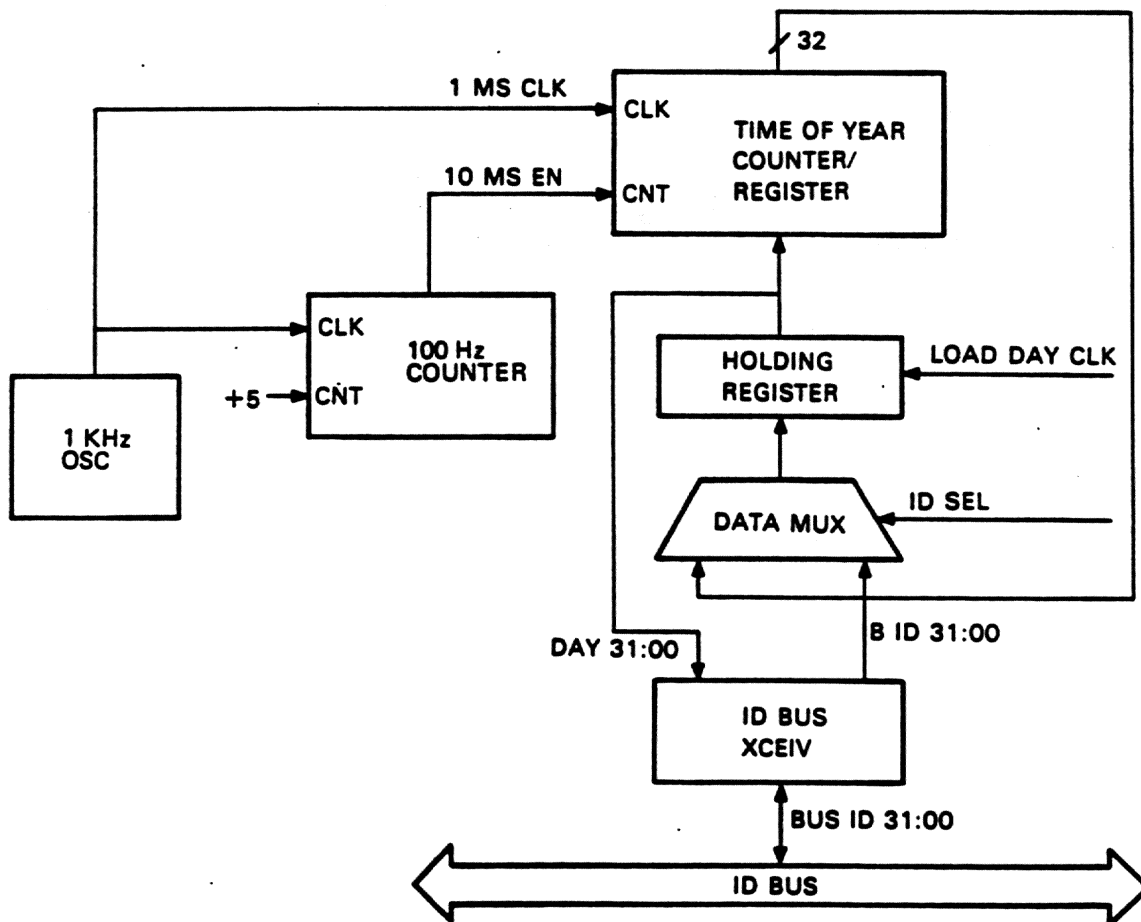 32
1 MS CLK
CLK
TIME OF YEAR
COUNTER/
REGISTER
10 MS EN
CNT
CLK
100 Hz
COUNTER
+5
CNT
1 KHz
OSC
HOLDING
REGISTER
LOAD DAY CLK
DATA MUX
ID SEL
DAY 31:00
B ID 31:00
ID BUS
XCEIV
BUS ID 31:00
ID BUS